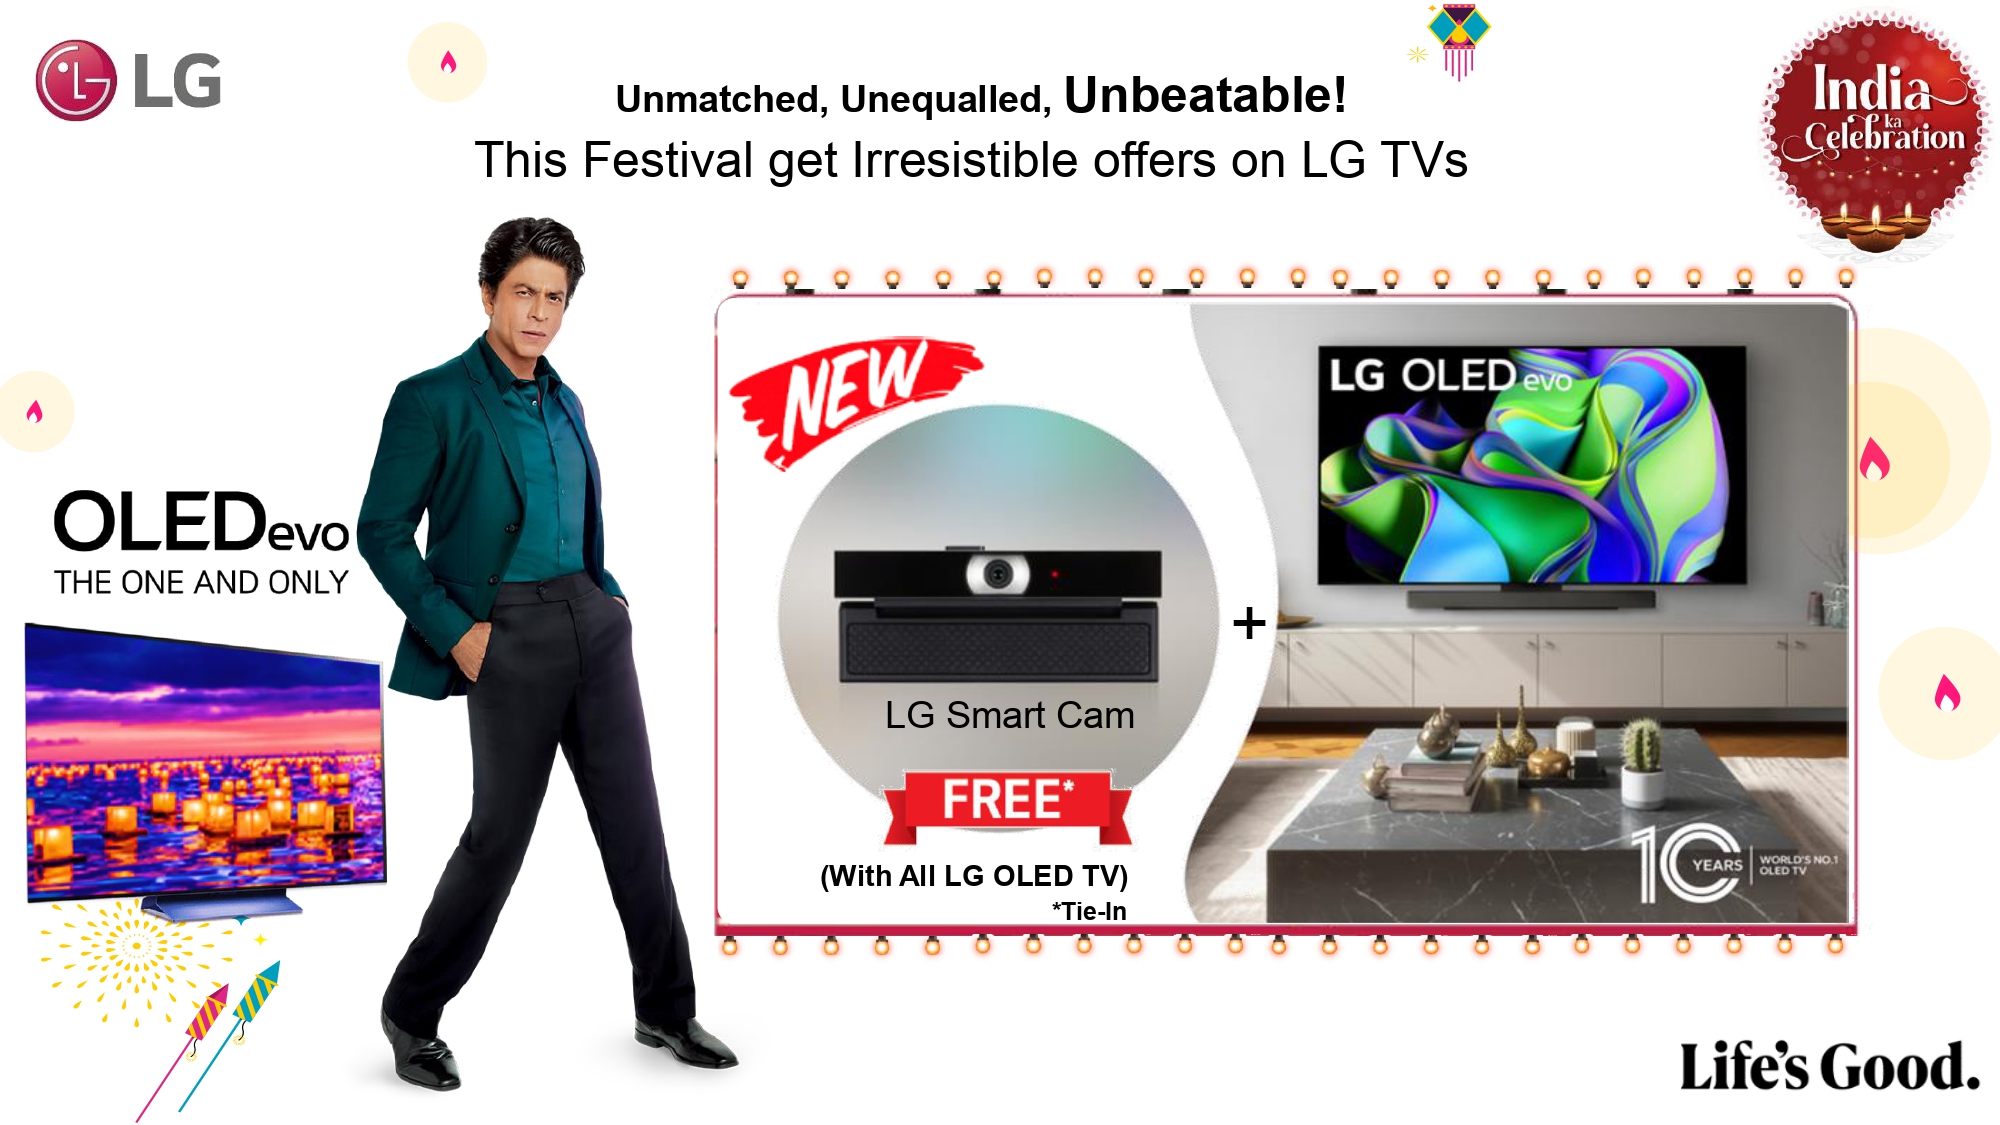 LG
Unmatched, Unequalled, Unbeatable!
This Festival get Irresistible offers on LG TVs
India
ka
Celebration
OLED evo
THE ONE AND ONLY
NEW
LG Smart Cam
FREE*
(With All LG OLED TV)
*Tie-In
+
LG OLED evo
10 YEARS
WORLD'S NO.1
OLED TV
Life's Good.